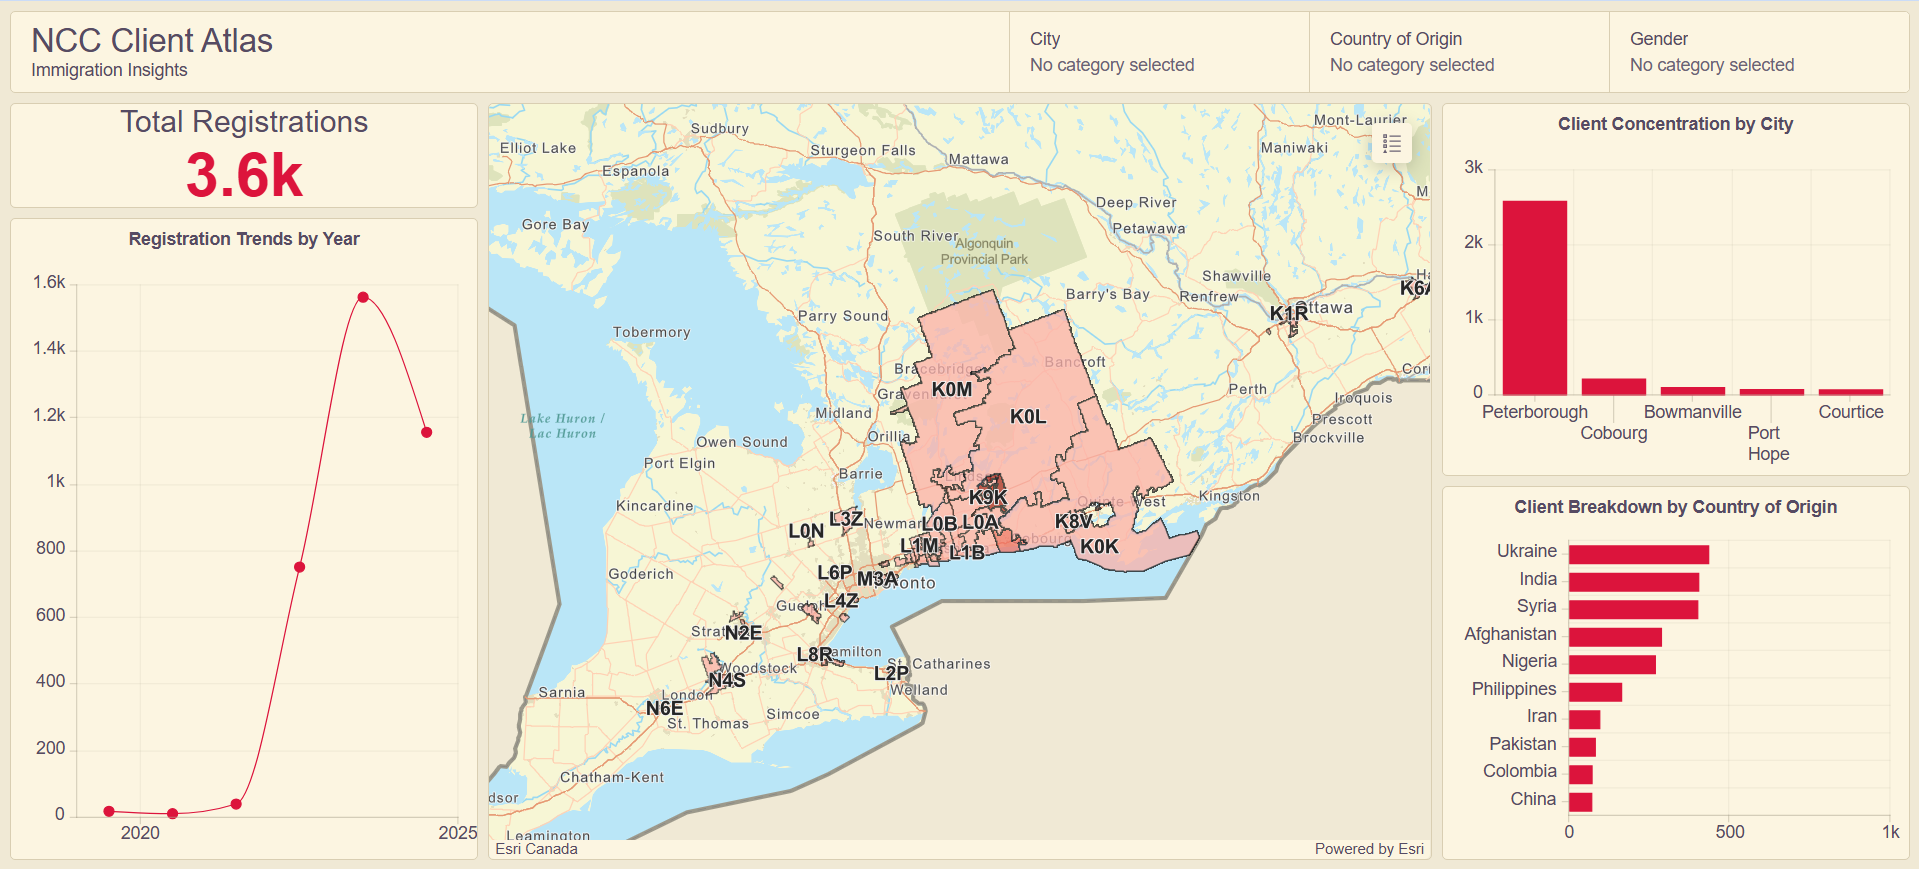 NCC Client Atlas
Immigration Insights
City
No category selected
Country of Origin
No category selected
Gender
No category selected
Total Registrations
3.6k
Registration Trends by Year
1.6k
1.4k
1.2k
1k
800
600
400
200
0
2020
2025
Sudbury
Mont-Laurier
Elliot Lake
Sturgeon Falls
Mattawa
Maniwaki
Espanola
Deep River
Gore Bay
South River
Petawawa
Algonquin
Provincial Park
Shawville
Barry's Bay
Renfrew
K1R
Ottawa
Parry Sound
Tobermory
Bracebridge
Bancroft
K0M
Perth
Iroquois
Lake Huron /
Lac Huron
Midland
K0L
Prescott
Brockville
Owen Sound
Orillia
Port Elgin
Barrie
Lindsay
K9K
Quinte West
Kingston
Kincardine
L0N
L3Z
L0B
L0A
K8V
L1M
L1B
K0K
Goderich
L6P
M3A
L4Z
Guelph
N2E
L8R
Hamilton
Woodstock
St. Catharines
L2P
N4S
Welland
Sarnia
London
N6E
St. Thomas
Simcoe
Chatham-Kent
Leamington
Esri Canada
Powered by Esri
Client Concentration by City
3k
2k
1k
0
Peterborough
Cobourg
Bowmanville
Port
Hope
Courtice
Client Breakdown by Country of Origin
Ukraine
India
Syria
Afghanistan
Nigeria
Philippines
Iran
Pakistan
Colombia
China
0
500
1k